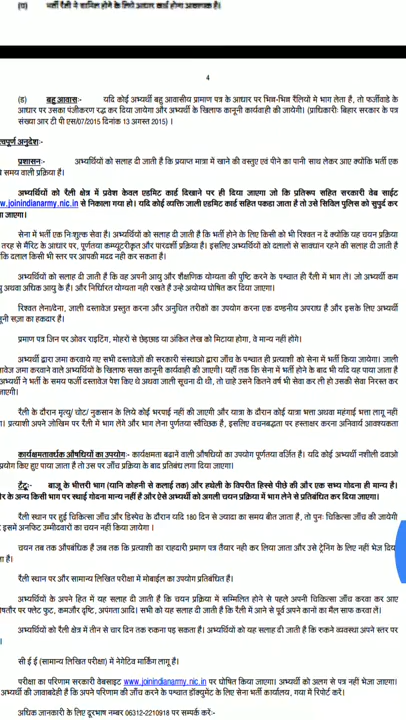 (घ) भर्ती रैली मे शामिल होने के लिये आधार कार्ड होना आवश्यक है।
4
(ड) बहु आवासः- यदि कोई अभ्यर्थी बहु आवासीय प्रामाण पत्र के आधार पर भिन्न-भिन्न रैलियो मे भाग लेता है, तो फर्जीवाड़े के
आधार पर उसका पंजीकरण रद्ध कर दिया जायेगा और अभ्यर्थी के खिलाफ कानूनी कार्यवाही की जायेगी। (प्राधिकारीः बिहार सरकार के पत्र
संख्या आर टी पी एस/07/2015 दिनांक 13 अगस्त 2015) ।
त्वपूर्ण अनुदेशः-
प्रशासनः- अभ्यर्थियों को सलाह दी जाती है कि प्रयाप्त मात्रा मे खाने की वस्तुए एवं पीने का पानी साथ लेकर आए क्योंकि भर्ती एक
समय वाली प्रक्रिया है।
अभ्यर्थियों को रैली क्षेत्र में प्रवेश केवल एडमिट कार्ड दिखाने पर ही दिया जाएगा जो कि प्रतिरूप सहित सरकारी वेब साईट
w.joinindianarmy.nic.in से निकाला गया हो। यदि कोई व्यक्ति जाली एडमिट कार्ड सहित पकडा जाता है तो उसे सिविल पुलिस को सुपुर्द कर
जाएगा।
सेना में भर्ती एक निःशुल्क सेवा है। अभ्यर्थियों को सलाह दी जाती है कि भर्ती होने के लिए किसी को भी रिश्वत न दें क्योंकि यह चयन प्रक्रिया
तरह से मैरिट के आधार पर, पूर्णतया कम्प्यूटरीकृत और पारदर्शी प्रक्रिया है। इसलिए अभ्यर्थियों को दलालो से सावधान रहने की सलाह दी जाती है
कि दलाल किसी भी स्तर पर आपकी मदद नही कर सकता है।
अभ्यर्थियों को सलाह दी जाती है कि वह अपनी आयु और शैक्षणिक योग्यता की पुष्टि करने के पश्चात ही रैली में भाग लें। जो अभ्यर्थी कम
अथवा अधिक आयु के है। और निर्धारित योग्यता नही रखते हैं उन्हे अयोग्य घोषित कर दिया जाएगा।
रिश्वत लेना/देना, जाली दस्तावेज प्रस्तुत करना और अनुचित तरीकों का उपयोग करना एक दण्डनीय अपराध है और इसके लिए अभ्यर्थी
नूनी सज़ा का हकदार है।
प्रमाण पत्र जिन पर ओवर राइटिंग, मोहरों से छेड़छाड़ या अंकित लेख को मिटाया होगा, वे मान्य नहीं होंगे।
अभ्यर्थी द्वारा जमा करवाये गए सभी दस्तावेजो की सरकारी संस्थाओ द्वारा जाँच के पश्चात ही प्रत्याशी को सेना में भर्ती किया जायेगा। जाली
तावेज जमा करवाने वाले अभ्यर्थियों के खिलाफ सख्त कानूनी कार्यवाही की जाएगी। यहाँ तक कि सेना में भर्ती होने के बाद भी यदि यह पाया जाता है
अभ्यर्थी ने भर्ती के समय फर्जी दस्तावेज पेश किए थे अथवा जाली सूचना दी थी, तो चाहे उसने कितने वर्ष भी सेवा कर ली हो उसकी सेवा निरस्त कर
जाएगी।
रैली के दौरान मृत्यु/ चोट/ नुकसान के लिये कोई भरपाई नही की जाएगी और यात्रा के दौरान कोई यात्रा भत्ता अथवा महंगाई भत्ता लागू नहीं
। प्रत्याशी अपने जोखिम पर रैली में भाग लेंगे और भाग लेना पुर्णतया स्वैच्छिक है, इसलिए वचनबद्धता पर हस्ताक्षर करना अनिवार्य आवश्यकता
कार्यक्षमतावर्धक औषधियों का उपयोगः- कार्यक्षमता बढ़ाने वाली औषधियों का उपयोग पूर्णतया वर्जित है। यदि कोई अभ्यर्थी नशीली दवाओ
प्रयोग किए हुए पाया जाता है तो उस पर जाँच प्रक्रिया के बाद प्रतिबंध लगा दिया जाएगा।
टैटूः- बाजू के भीतरी भाग (यानि कोहनी से कलाई तक) और हथेली के विपरित हिस्से पीछे की और एक सभ्य गोदना ही मान्य है।
र के अन्य किसी भाग पर स्थाई गोदना मान्य नहीं है और ऐसे अभ्यर्थी को अगली चयन प्रक्रिया में भाग लेने से प्रतिबांधित कर दिया जाएगा।
रैली स्थान पर हुई चिकित्सा जाँच और डिस्पेच के दौरान यदि 180 दिन से ज्यादा का समय बीत जाता है, तो पुनः चिकित्सा जाँच की जायेगी
इसमें अनफिट उम्मीदवारों का चयन नहीं किया जायेगा ।
चयन तब तक औपबंधिक है जब तक कि प्रत्याशी का राहदारी प्रमाण पत्र तैयार नही कर लिया जाता और उसे ट्रेनिंग के लिए नहीं भेज दिया
ता है।
रैली स्थान पर और सामान्य लिखित परीक्षा में मोबाईल का उपयोग प्रतिबंधित है।
अभ्यर्थियों के अपने हित में यह सलाह दी जाती है कि चयन प्रक्रिया में सम्मिलित होने से पहले अपनी चिकित्सा जाँच करवा कर आए
षतौर पर फ्लेट फुट, कमजौर दृष्टि, अपंगता आदि। सभी को यह सलाह दी जाती है कि रैली में आने से पूर्व अपने कानों का मैल साफ करवा लें।
अभ्यर्थियों को रैली क्षेत्र में तीन से चार दिन तक रुकना पड़ सकता है। अभ्यर्थियों को यह सलाह दी जाती है कि रुकने व्यवस्था अपने स्तर पर
।
सी ई ई (सामान्य लिखित परीक्षा) में नेगेटिव मार्किंग लागू हैं।
परीक्षा का परिणाम सरकारी वेबसाइट www.joinindianarmy.nic.in पर घोषित किया जाएगा। अभ्यर्थी को अलग से पत्र नहीं भेजा जाएगा।
अभ्यर्थी की जावाबदेही है कि अपने परिणाम की जाँच करने के पश्चात डॉक्युमेंट के लिए सेना भर्ती कार्यालय, गया में रिपोर्ट करें।
अधिक जानकारी के लिए दूरभाष नम्बर 06312-2210918 पर सम्पर्क करेः-